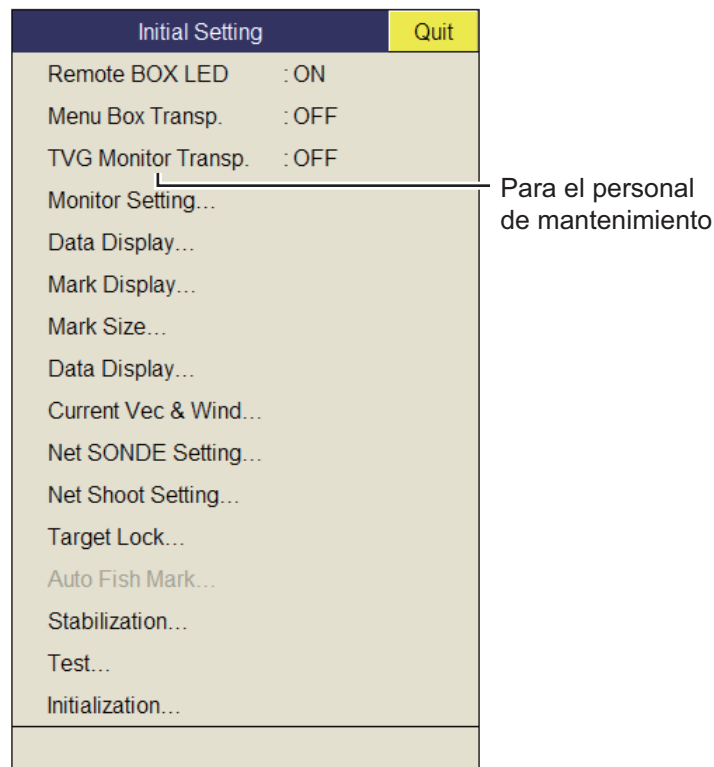 Initial Setting Quit
Remote BOX LED : ON
Menu Box Transp. : OFF
TVG Monitor Transp. : OFF
Monitor Setting...
Data Display...
Mark Display...
Mark Size...
Data Display...
Current Vec & Wind...
Net SONDE Setting...
Net Shoot Setting...
Target Lock...
Auto Fish Mark...
Stabilization...
Test...
Initialization...
Para el personal
de mantenimiento